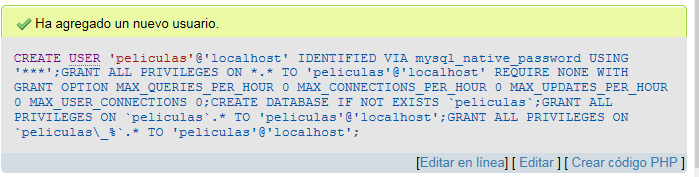 Ha agregado un nuevo usuario.
CREATE USER 'peliculas'@'localhost' IDENTIFIED VIA mysql_native_password USING
'***';GRANT ALL PRIVILEGES ON *.* TO 'peliculas'@'localhost' REQUIRE NONE WITH
GRANT OPTION MAX_QUERIES_PER_HOUR 0 MAX_CONNECTIONS_PER_HOUR 0 MAX_UPDATES_PER_HOUR
0 MAX_USER_CONNECTIONS 0;CREATE DATABASE IF NOT EXISTS `peliculas`;GRANT ALL
PRIVILEGES ON `peliculas`.* TO 'peliculas'@'localhost';GRANT ALL PRIVILEGES ON
`peliculas\_%`.* TO 'peliculas'@'localhost';
[Editar en línea] [ Editar ] [ Crear código PHP ]